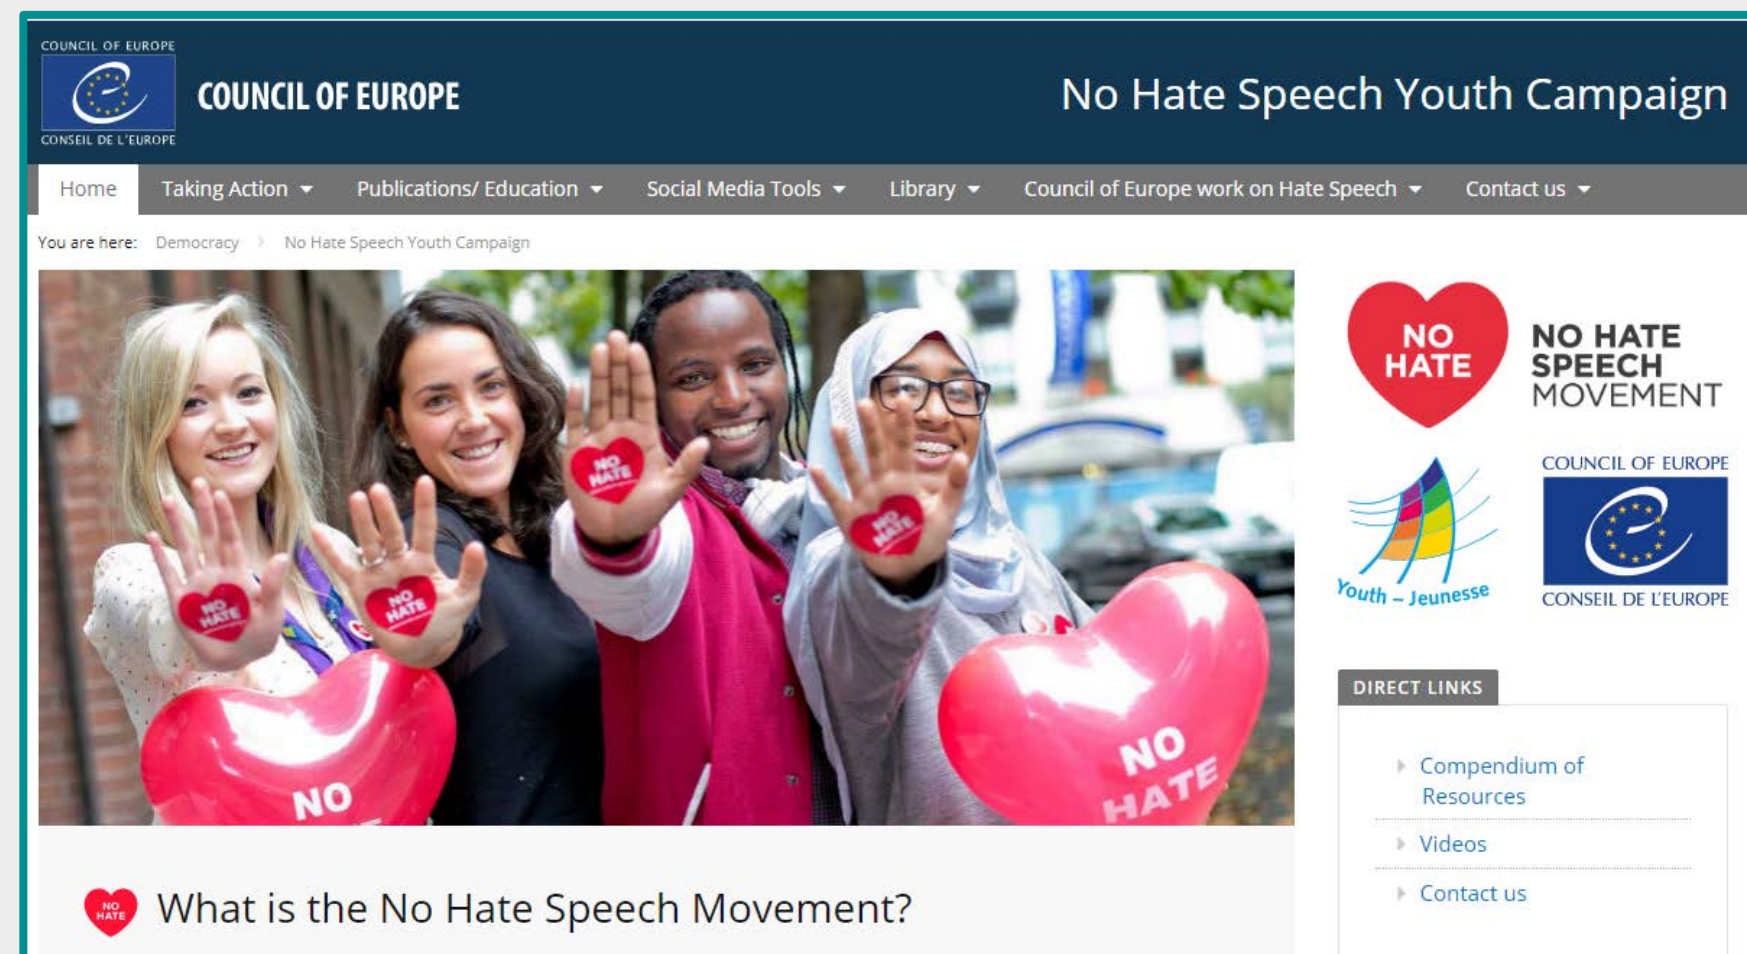 COUNCIL OF EUROPE
CONSEIL DE L'EUROPE
COUNCIL OF EUROPE
No Hate Speech Youth Campaign
Home Taking Action Publications/ Education Social Media Tools Library Council of Europe work on Hate Speech Contact us
You are here: Democracy No Hate Speech Youth Campaign
NO
HATE
NO
HATE
NO
HATE
NO
HATE
NO
NO
HATE
NO
HATE
NO HATE
SPEECH
MOVEMENT
Youth – Jeunesse
COUNCIL OF EUROPE
CONSEIL DE L'EUROPE
DIRECT LINKS
Compendium of
Resources
Videos
Contact us
NO
HATE
What is the No Hate Speech Movement?